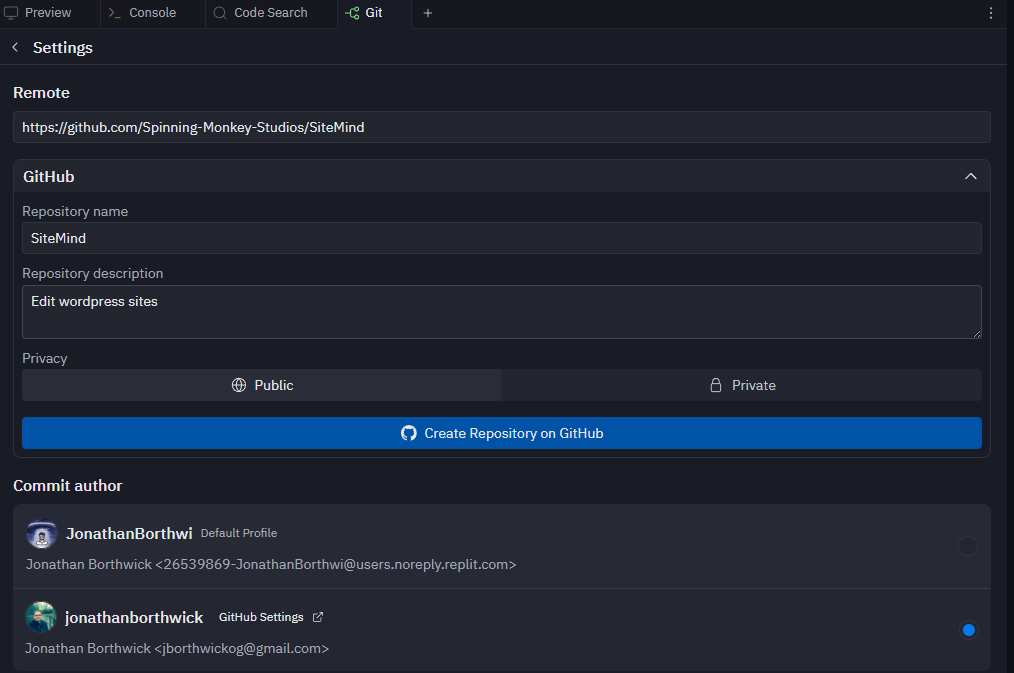 Preview
Console
Code Search
Git
Settings
Remote
https://github.com/Spinning-Monkey-Studios/SiteMind
GitHub
Repository name
SiteMind
Repository description
Edit wordpress sites
Privacy
Public
Private
Create Repository on GitHub
Commit author
JonathanBorthwi Default Profile
Jonathan Borthwick <26539869-JonathanBorthwi@users.noreply.replit.com>
jonathanborthwick GitHub Settings
Jonathan Borthwick <jborthwickog@gmail.com>